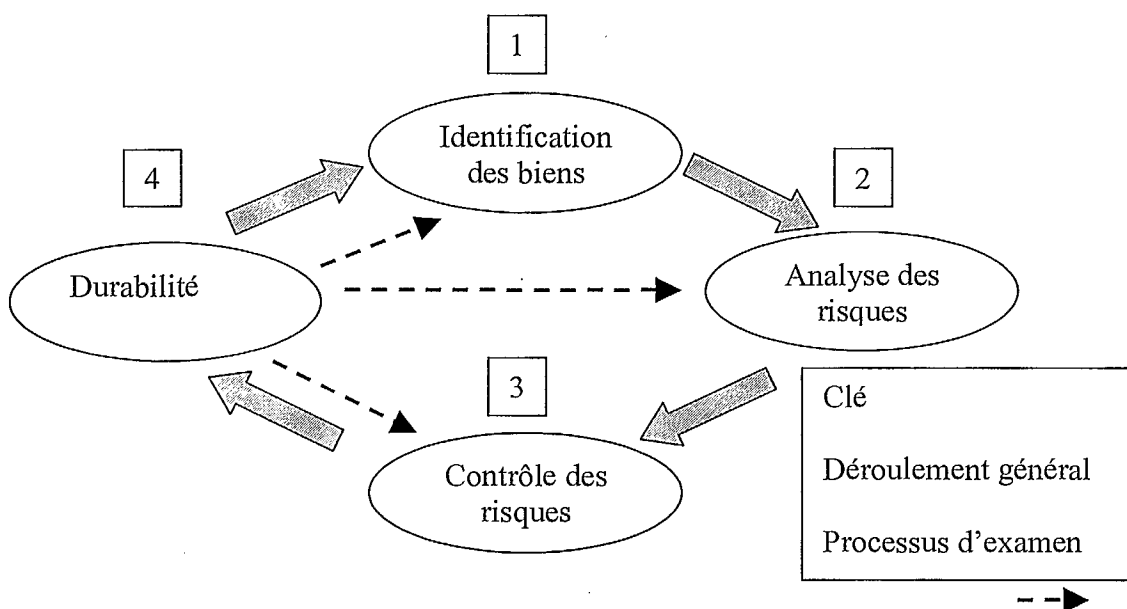 1
Identification
des biens
4
2
Durabilité
Analyse des
risques
3
Contrôle des
risques
Clé
Déroulement général
Processus d'examen